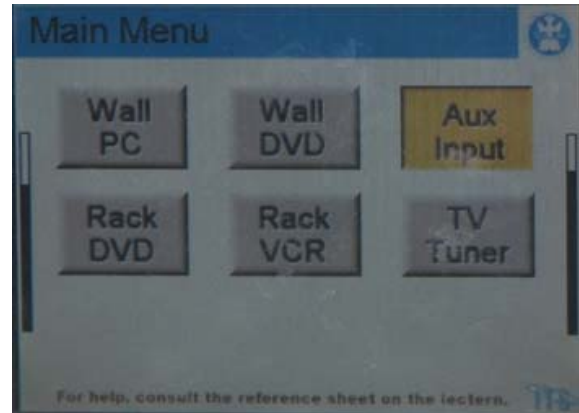 Main Menu
Wall
PC
Wall
DVD
Aux
Input
Rack
DVD
Rack
VCR
TV
Tuner
For help, consult the reference sheet on the lectern.